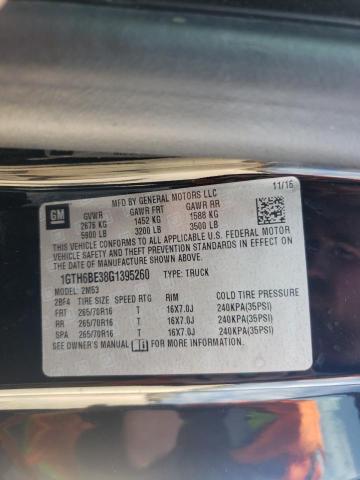 MFD BY GENERAL MOTORS LLC
11/16
GM
GVWR GAWR FRT GAWR RR
2676 KG 1452 KG 1588 KG
5900 LB 3200 LB 3500 LB
THIS VEHICLE CONFORMS TO ALL APPLICABLE U.S. FEDERAL MOTOR
VEHICLE SAFETY AND THEFT PREVENTION STANDARDS IN EFFECT ON
THE DATE OF MANUFACTURE SHOWN ABOVE.
1GTH6BE38G1395260 TYPE: TRUCK
MODEL: 2M53
2BF4 TIRE SIZE SPEED RTG RIM COLD TIRE PRESSURE
FRT 265/70R16 T 16X7.0J 240KPA(35PSI)
RR 265/70R16 T 16X7.0J 240KPA(35PSI)
SPA 265/70R16 T 16X7.0J 240KPA(35PSI)
SEE OWNER'S MANUAL FOR MORE INFORMATION.